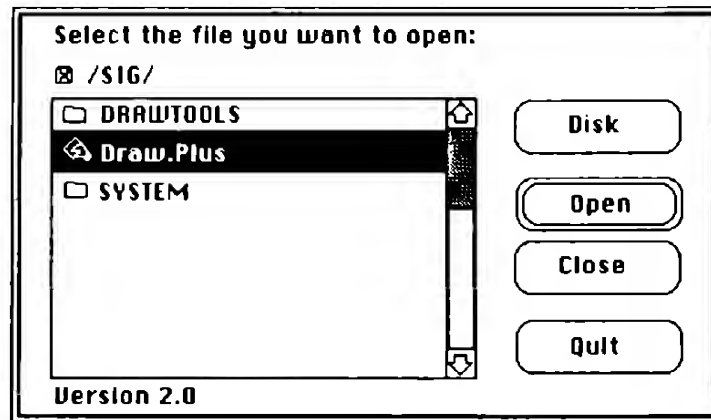 Select the file you want to open:
/SIG/
DRAWTOOLS
Draw.Plus
SYSTEM
Disk
Open
Close
Quit
Version 2.0